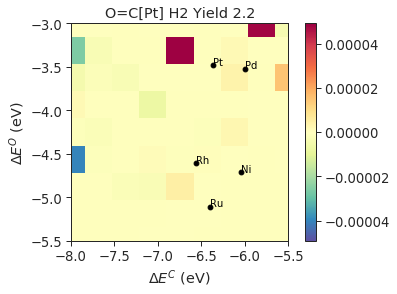 O=C[Pt] H2 Yield 2.2
−3.0
−3.5
−4.0
−4.5
−5.0
−5.5
ΔE^O (eV)
Pt
Pd
Rh
Ni
Ru
−8.0 −7.5 −7.0 −6.5 −6.0 −5.5
ΔE^C (eV)
0.00004
0.00002
0.00000
−0.00002
−0.00004